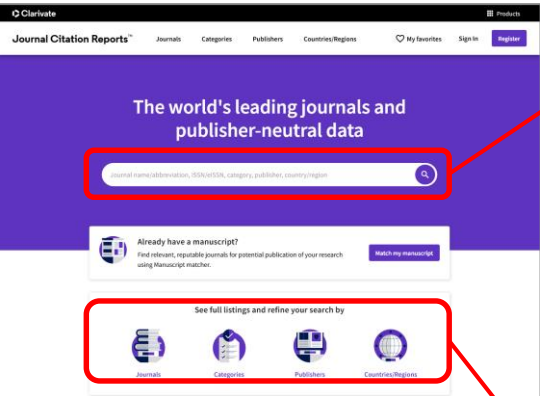 Clarivate
Products
Journal Citation Reports™
Journals Categories Publishers Countries/Regions
My favorites Sign In Register
The world's leading journals and
publisher-neutral data
Journal name/abbreviation, ISSN/eISSN, category, publisher, country/region
Already have a manuscript?
Find relevant, reputable journals for potential publication of your research
using Manuscript matcher.
Match my manuscript
See full listings and refine your search by
Journals Categories Publishers Countries/Regions